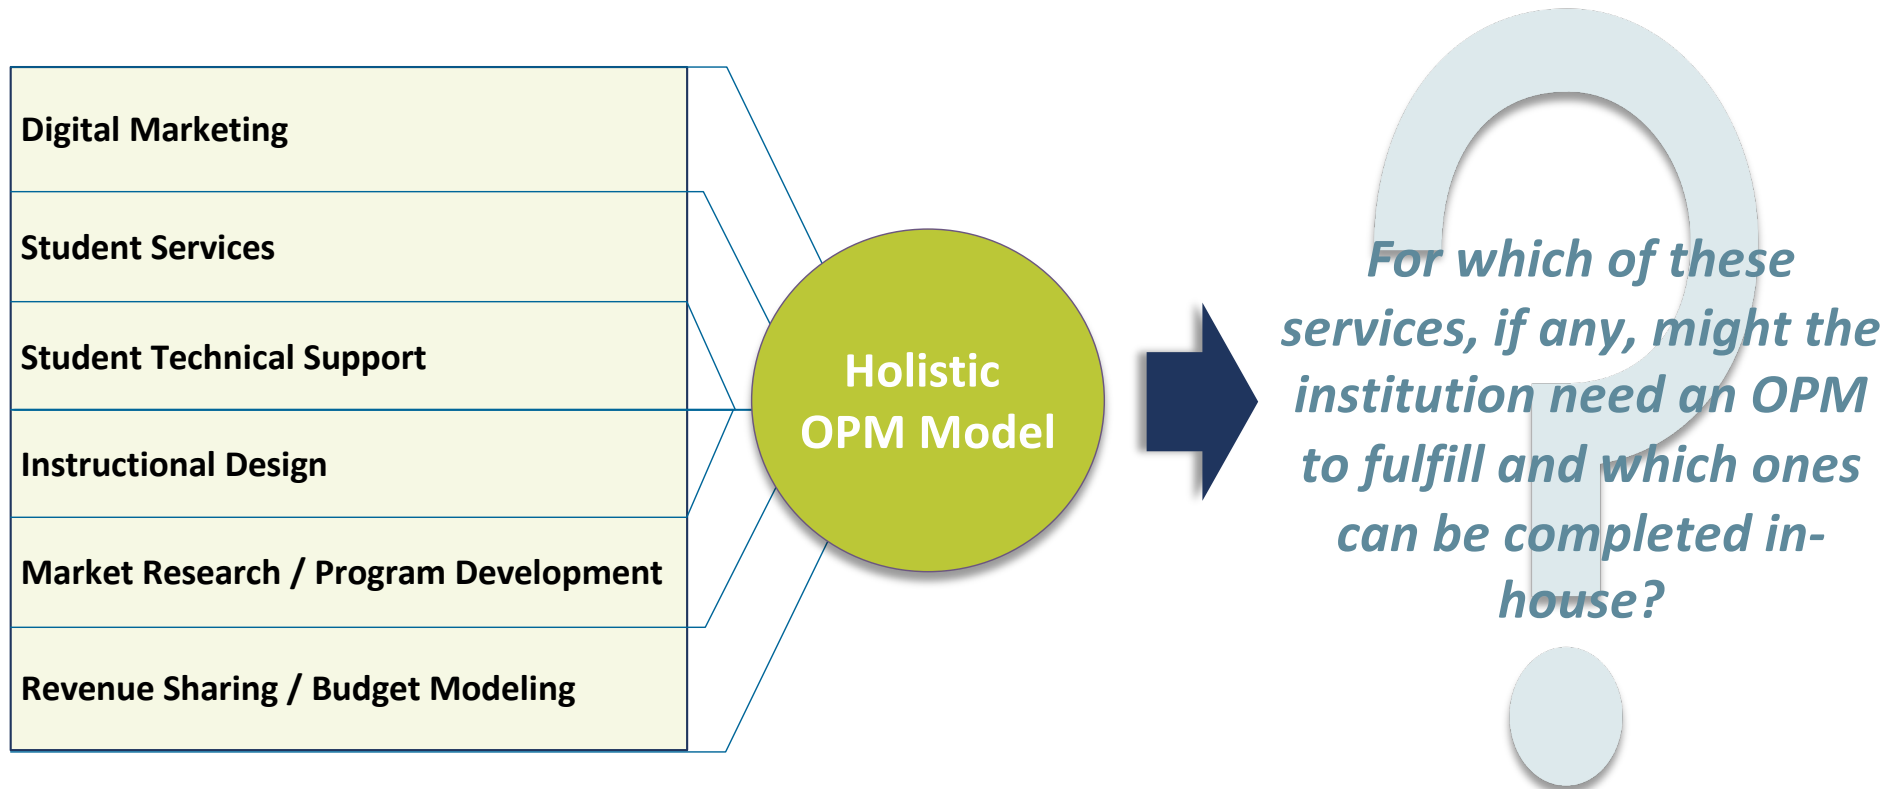 Digital Marketing
Student Services
Student Technical Support
Instructional Design
Market Research / Program Development
Revenue Sharing / Budget Modeling
Holistic
OPM Model
?
For which of these
services, if any, might the
institution need an OPM
to fulfill and which ones
can be completed in-
house?